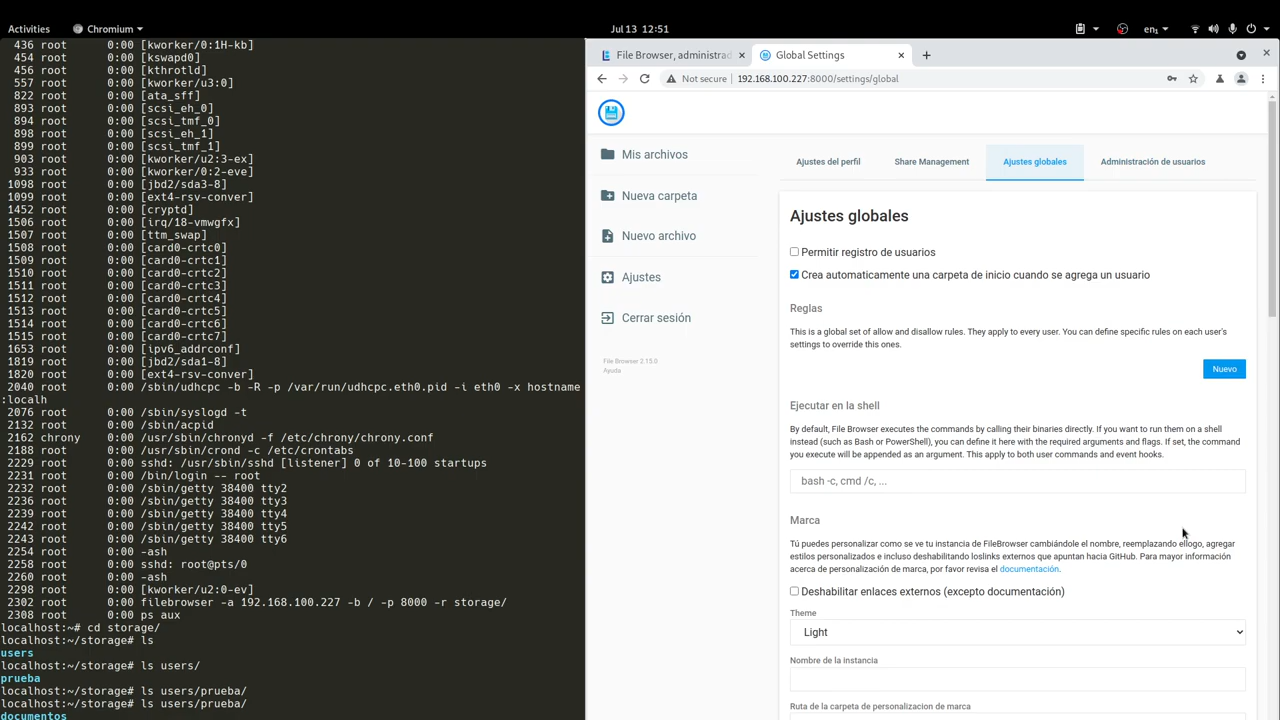 Activities
Chromium
Jul 13 12:51
en₁
436 root 0:00 [kworker/0:1H-kb]
454 root 0:00 [kswapd0]
456 root 0:00 [kthrotld]
557 root 0:00 [kworker/u3:0]
822 root 0:00 [ata_sff]
893 root 0:00 [scsi_eh_0]
894 root 0:00 [scsi_tmf_0]
898 root 0:00 [scsi_eh_1]
899 root 0:00 [scsi_tmf_1]
903 root 0:00 [kworker/u2:3-ex]
933 root 0:00 [kworker/0:2-eve]
1098 root 0:00 [jbd2/sda3-8]
1099 root 0:00 [ext4-rsv-conver]
1452 root 0:00 [cryptd]
1506 root 0:00 [irq/18-vmwgfx]
1507 root 0:00 [ttm_swap]
1508 root 0:00 [card0-crtc0]
1509 root 0:00 [card0-crtc1]
1510 root 0:00 [card0-crtc2]
1511 root 0:00 [card0-crtc3]
1512 root 0:00 [card0-crtc4]
1513 root 0:00 [card0-crtc5]
1514 root 0:00 [card0-crtc6]
1515 root 0:00 [card0-crtc7]
1653 root 0:00 [ipv6_addrconf]
1819 root 0:00 [jbd2/sda1-8]
1820 root 0:00 [ext4-rsv-conver]
2040 root 0:00 /sbin/udhcpc -b -R -p /var/run/udhcpc.eth0.pid -i eth0 -x hostname
:localh
2076 root 0:00 /sbin/syslogd -t
2132 root 0:00 /sbin/acpid
2162 chrony 0:00 /usr/sbin/chronyd -f /etc/chrony/chrony.conf
2188 root 0:00 /usr/sbin/crond -c /etc/crontabs
2229 root 0:00 sshd: /usr/sbin/sshd [listener] 0 of 10-100 startups
2231 root 0:00 /bin/login -- root
2232 root 0:00 /sbin/getty 38400 tty2
2236 root 0:00 /sbin/getty 38400 tty3
2239 root 0:00 /sbin/getty 38400 tty4
2242 root 0:00 /sbin/getty 38400 tty5
2243 root 0:00 /sbin/getty 38400 tty6
2254 root 0:00 -ash
2258 root 0:00 sshd: root@pts/0
2260 root 0:00 -ash
2298 root 0:00 [kworker/u2:0-ev]
2302 root 0:00 filebrowser -a 192.168.100.227 -b / -p 8000 -r storage/
2308 root 0:00 ps aux
localhost:~# cd storage/
localhost:~/storage# ls
users
localhost:~/storage# ls users/
prueba
localhost:~/storage# ls users/prueba/
localhost:~/storage# ls users/prueba/
documentos
File Browser, administrad
Global Settings
Not secure
192.168.100.227:8000/settings/global
Mis archivos
Nueva carpeta
Nuevo archivo
Ajustes
Cerrar sesión
File Browser 2.15.0
Ayuda
Ajustes del perfil
Share Management
Ajustes globales
Administración de usuarios
Ajustes globales
Permitir registro de usuarios
Crea automaticamente una carpeta de inicio cuando se agrega un usuario
Reglas
This is a global set of allow and disallow rules. They apply to every user. You can define specific rules on each user's
settings to override this ones.
Nuevo
Ejecutar en la shell
By default, File Browser executes the commands by calling their binaries directly. If you want to run them on a shell
instead (such as Bash or PowerShell), you can define it here with the required arguments and flags. If set, the command
you execute will be appended as an argument. This apply to both user commands and event hooks.
bash -c, cmd /c, ...
Marca
Tú puedes personalizar como se ve tu instancia de FileBrowser cambiándole el nombre, reemplazando ellogo, agregar
estilos personalizados e incluso deshabilitando loslinks externos que apuntan hacia GitHub. Para mayor información
acerca de personalización de marca, por favor revisa el documentación.
Deshabilitar enlaces externos (excepto documentación)
Theme
Light
Nombre de la instancia
Ruta de la carpeta de personalizacion de marca